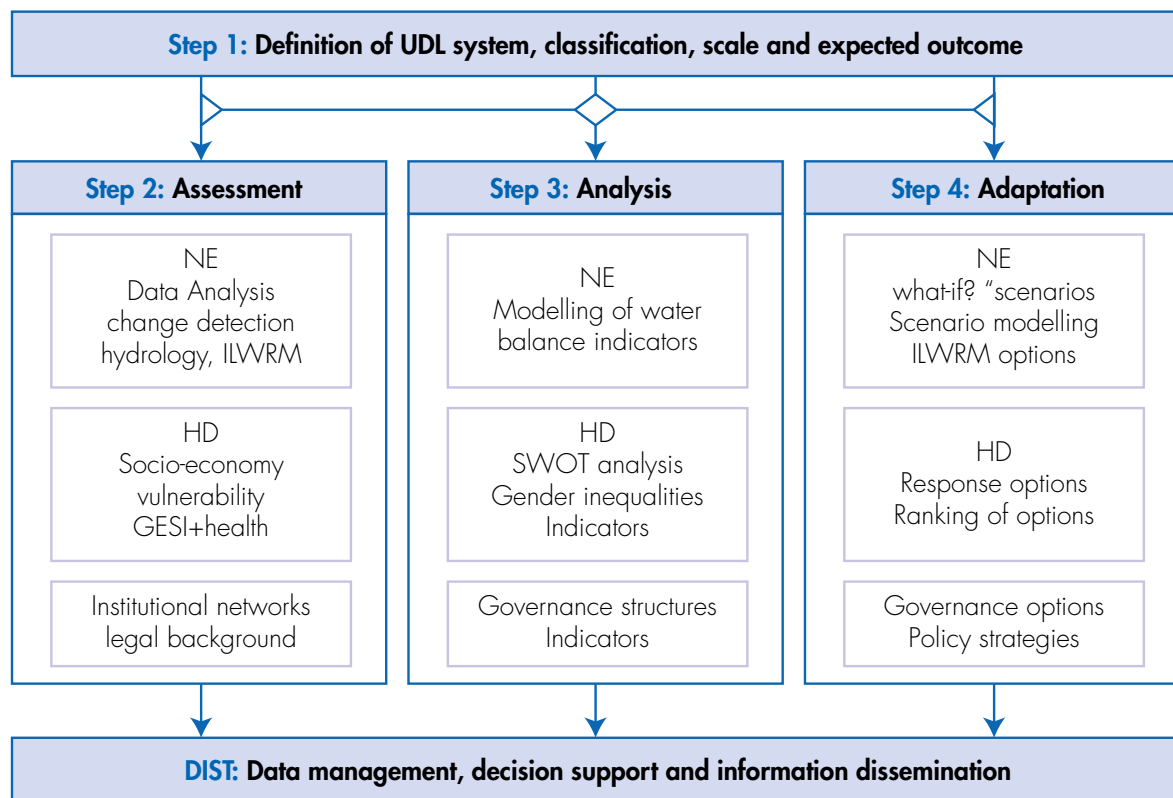 Step 1: Definition of UDL system, classification, scale and expected outcome
Step 2: Assessment
NE
Data Analysis
change detection
hydrology, ILWRM
HD
Socio-economy
vulnerability
GESI+health
Institutional networks
legal background
Step 3: Analysis
NE
Modelling of water
balance indicators
HD
SWOT analysis
Gender inequalities
Indicators
Governance structures
Indicators
Step 4: Adaptation
NE
what-if? “scenarios
Scenario modelling
ILWRM options
HD
Response options
Ranking of options
Governance options
Policy strategies
DIST: Data management, decision support and information dissemination